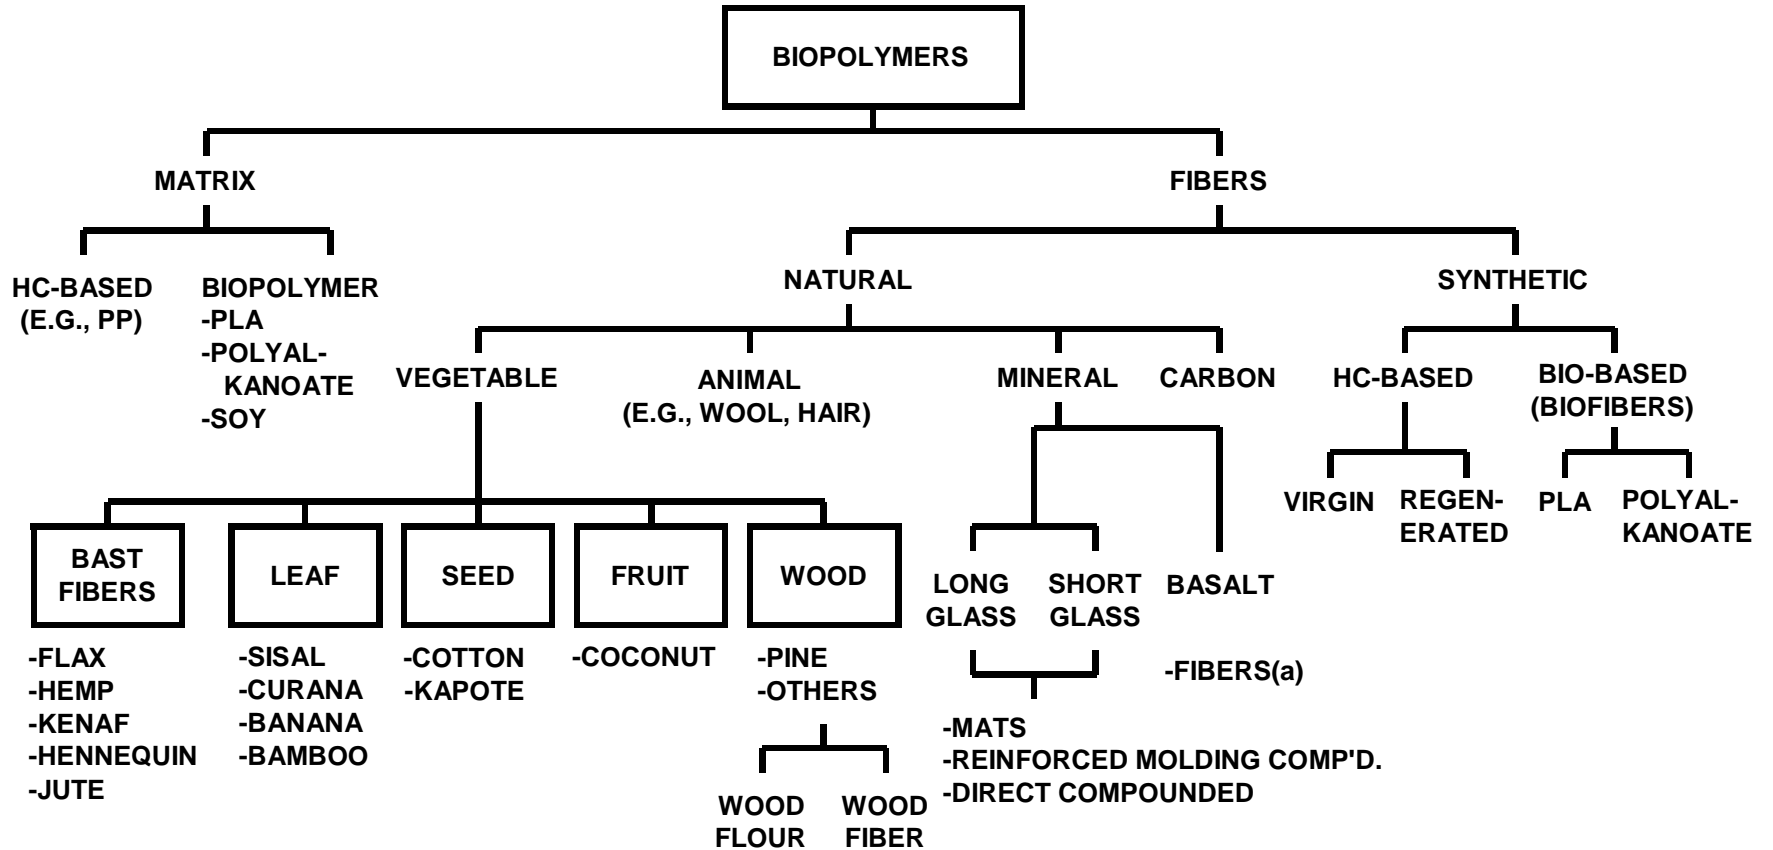 BIOPOLYMERS
MATRIX
FIBERS
HC-BASED
(E.G., PP)
BIOPOLYMER
-PLA
-POLYAL-
KANOATE
-SOY
NATURAL
SYNTHETIC
VEGETABLE
ANIMAL
(E.G., WOOL, HAIR)
MINERAL
CARBON
HC-BASED
BIO-BASED
(BIOFIBERS)
VIRGIN
REGEN-
ERATED
PLA
POLYAL-
KANOATE
BAST
FIBERS
LEAF
SEED
FRUIT
WOOD
LONG
GLASS
SHORT
GLASS
BASALT
-FLAX
-HEMP
-KENAF
-HENNEQUIN
-JUTE
-SISAL
-CURANA
-BANANA
-BAMBOO
-COTTON
-KAPOTE
-COCONUT
-PINE
-OTHERS
WOOD
FLOUR
WOOD
FIBER
-FIBERS(a)
-MATS
-REINFORCED MOLDING COMP'D.
-DIRECT COMPOUNDED